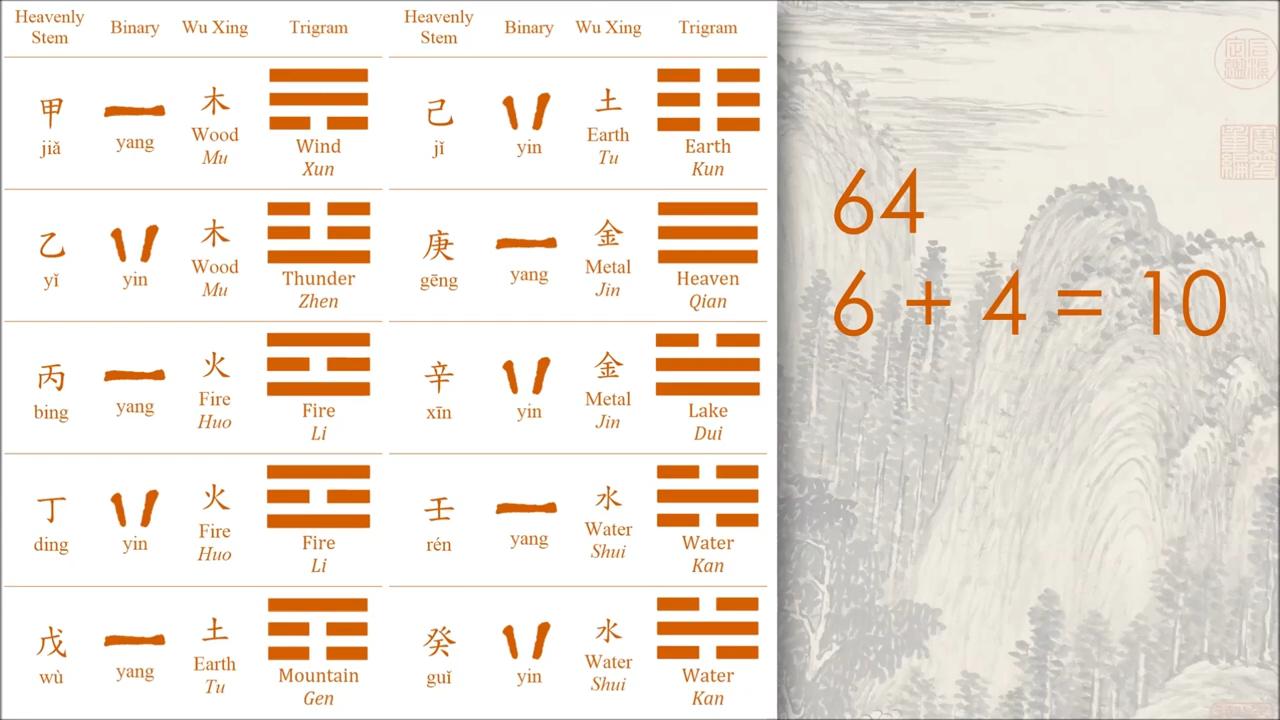 Heavenly Stem Binary Wu Xing Trigram
甲 木
jiǎ yang Wood Mu Wind Xun
乙 木
yǐ yin Wood Mu Thunder Zhen
丙 火
bing yang Fire Huo Fire Li
丁 火
ding yin Fire Huo Fire Li
戊 土
wù yang Earth Tu Mountain Gen
Heavenly Stem Binary Wu Xing Trigram
己 土
jǐ yin Earth Tu Earth Kun
庚 金
gēng yang Metal Jin Heaven Qian
辛 金
xīn yin Metal Jin Lake Dui
壬 水
rén yang Water Shui Water Kan
癸 水
guǐ yin Water Shui Water Kan
64
6 + 4 = 10